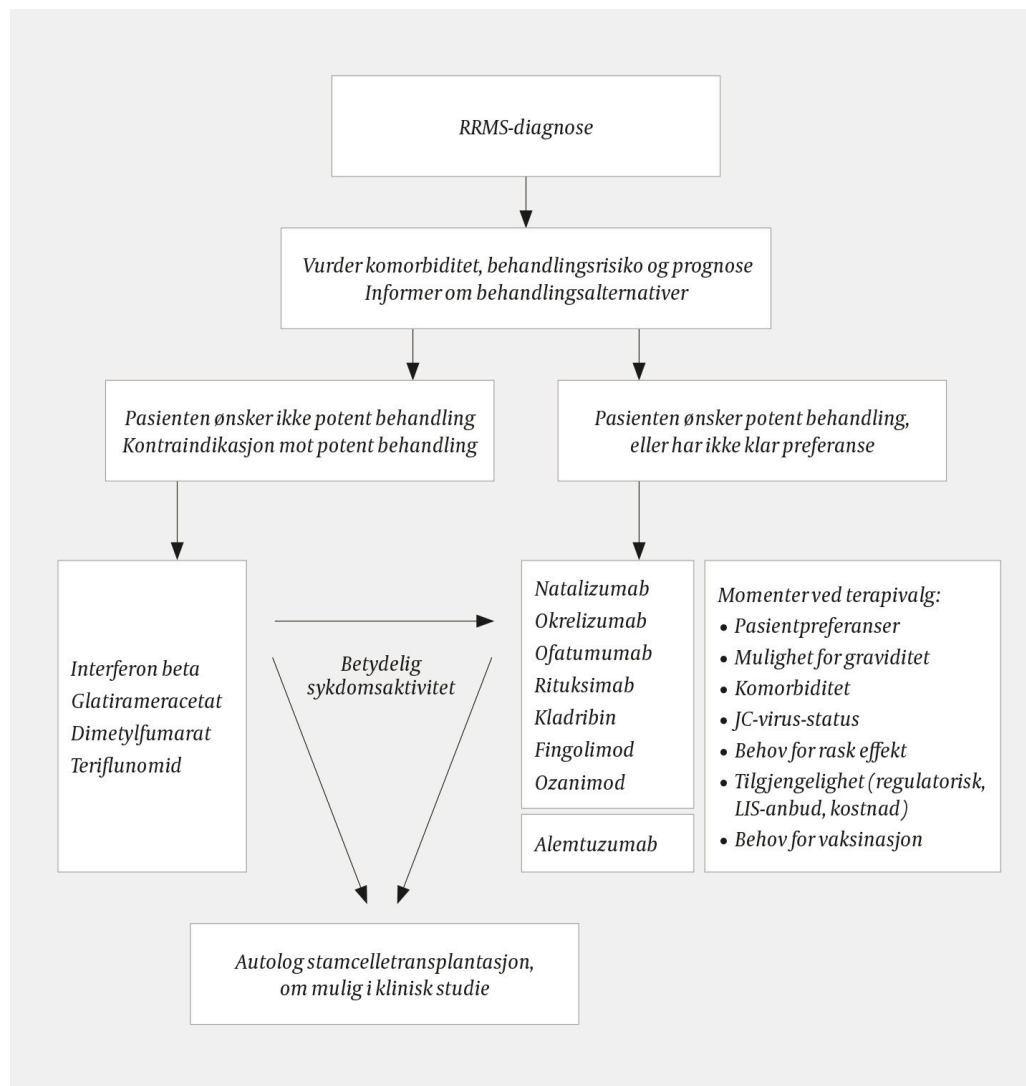 RRMS-diagnose
Vurder komorbiditet, behandlingsrisiko og prognose
Informer om behandlingsalternativer
Pasienten ønsker ikke potent behandling
Kontraindikasjon mot potent behandling
Pasienten ønsker potent behandling,
eller har ikke klar preferanse
Interferon beta
Glatirameracetat
Dimetylfumarat
Teriflunomid
Betydelig
sykdomsaktivitet
Natalizumab
Okrelizumab
Ofatumumab
Rituksimab
Kladribin
Fingolimod
Ozanimod
Alemtuzumab
Momenter ved terapivalg:
• Pasientpreferanser
• Mulighet for graviditet
• Komorbiditet
• JC-virus-status
• Behov for rask effekt
• Tilgjengelighet (regulatorisk,
LIS-anbud, kostnad)
• Behov for vaksinasjon
Autolog stamcelletransplantasjon,
om mulig i klinisk studie